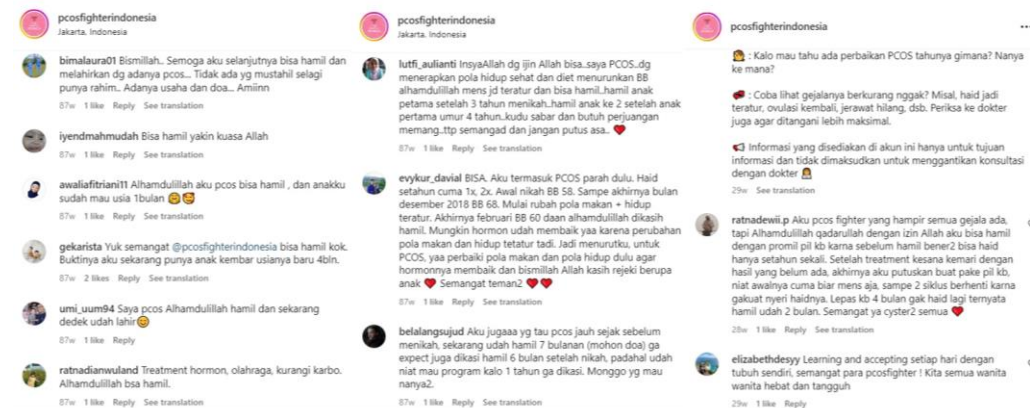 pcosfighterindonesia
Jakarta, Indonesia
bimalaura01 Bismillah.. Semoga aku selanjutnya bisa hamil dan
melahirkan dg adanya pcos... Tidak ada yg mustahil selagi
punya rahim.. Adanya usaha dan doa... Amiinn
87w 1 like Reply See translation
iyendmahmudah Bisa hamil yakin kuasa Allah
87w 1 like Reply See translation
awaliafitriani11 Alhamdulillah aku pcos bisa hamil , dan anakku
sudah mau usia 1bulan 😊🥰
87w 1 like Reply See translation
gekarista Yuk semangat @pcosfighterindonesia bisa hamil kok.
Buktinya aku sekarang punya anak kembar usianya baru 4bln.
87w 2 likes Reply See translation
umi_uum94 Saya pcos Alhamdulillah hamil dan sekarang
dedek udah lahir😊
87w 1 like Reply
ratnadianwuland Treatment hormon, olahraga, kurangi karbo.
Alhamdulillah bsa hamil.
87w 1 like Reply See translation
pcosfighterindonesia
Jakarta, Indonesia
lutfi_aulianti InsyaAllah dg ijin Allah bisa..saya PCOS..dg
menerapkan pola hidup sehat dan diet menurunkan BB
alhamdulillah mens jd teratur dan bisa hamil..hamil anak
petama setelah 3 tahun menikah..hamil anak ke 2 setelah anak
pertama umur 4 tahun..kudu sabar dan butuh perjuangan
memang..ttp semangad dan jangan putus asa.. ❤️
87w 1 like Reply See translation
evykur_davial BISA. Aku termasuk PCOS parah dulu. Haid
setahun cuma 1x, 2x. Awal nikah BB 58. Sampe akhirnya bulan
desember 2018 BB 68. Mulai rubah pola makan + hidup
teratur. Akhirnya februari BB 60 daan alhamdulillah dikasih
hamil. Mungkin hormon udah membaik yaa karena perubahan
pola makan dan hidup tetatur tadi. Jadi menurutku, untuk
PCOS, yaa perbaiki pola makan dan pola hidup dulu agar
hormonnya membaik dan bismillah Allah kasih rejeki berupa
anak ❤️ Semangat teman2 ❤️❤️
87w 1 like Reply See translation
belalangsujud Aku jugaaa yg tau pcos jauh sejak sebelum
menikah, sekarang udah hamil 7 bulanan (mohon doa) ga
expect juga dikasi hamil 6 bulan setelah nikah, padahal udah
niat mau program kalo 1 tahun ga dikasi. Monggo yg mau
nanya2.
87w 1 like Reply See translation
pcosfighterindonesia
: Kalo mau tahu ada perbaikan PCOS tahunya gimana? Nanya
ke mana?
: Coba lihat gejalanya berkurang nggak? Misal, haid jadi
teratur, ovulasi kembali, jerawat hilang, dsb. Periksa ke dokter
juga agar ditangani lebih maksimal.
Informasi yang disediakan di akun ini hanya untuk tujuan
informasi dan tidak dimaksudkan untuk menggantikan konsultasi
dengan dokter
29w See translation
ratnadewii.p Aku pcos fighter yang hampir semua gejala ada,
tapi Alhamdulillah qadarullah dengan izin Allah aku bisa hamil
dengan promil pil kb karna sebelum hamil bener2 bisa haid
hanya setahun sekali. Setelah treatment kesana kemari dengan
hasil yang belum ada, akhirnya aku putuskan buat pake pil kb,
niat awalnya cuma biar mens aja, sampe 2 siklus berhenti karna
gakuat nyeri haidnya. Lepas kb 4 bulan gak haid lagi ternyata
hamil udah 2 bulan. Semangat ya cyster2 semua ❤️
28w 1 like Reply See translation
elizabethdesyy Learning and accepting setiap hari dengan
tubuh sendiri, semangat para pcosfighter ! Kita semua wanita
wanita hebat dan tangguh
29w 1 like Reply